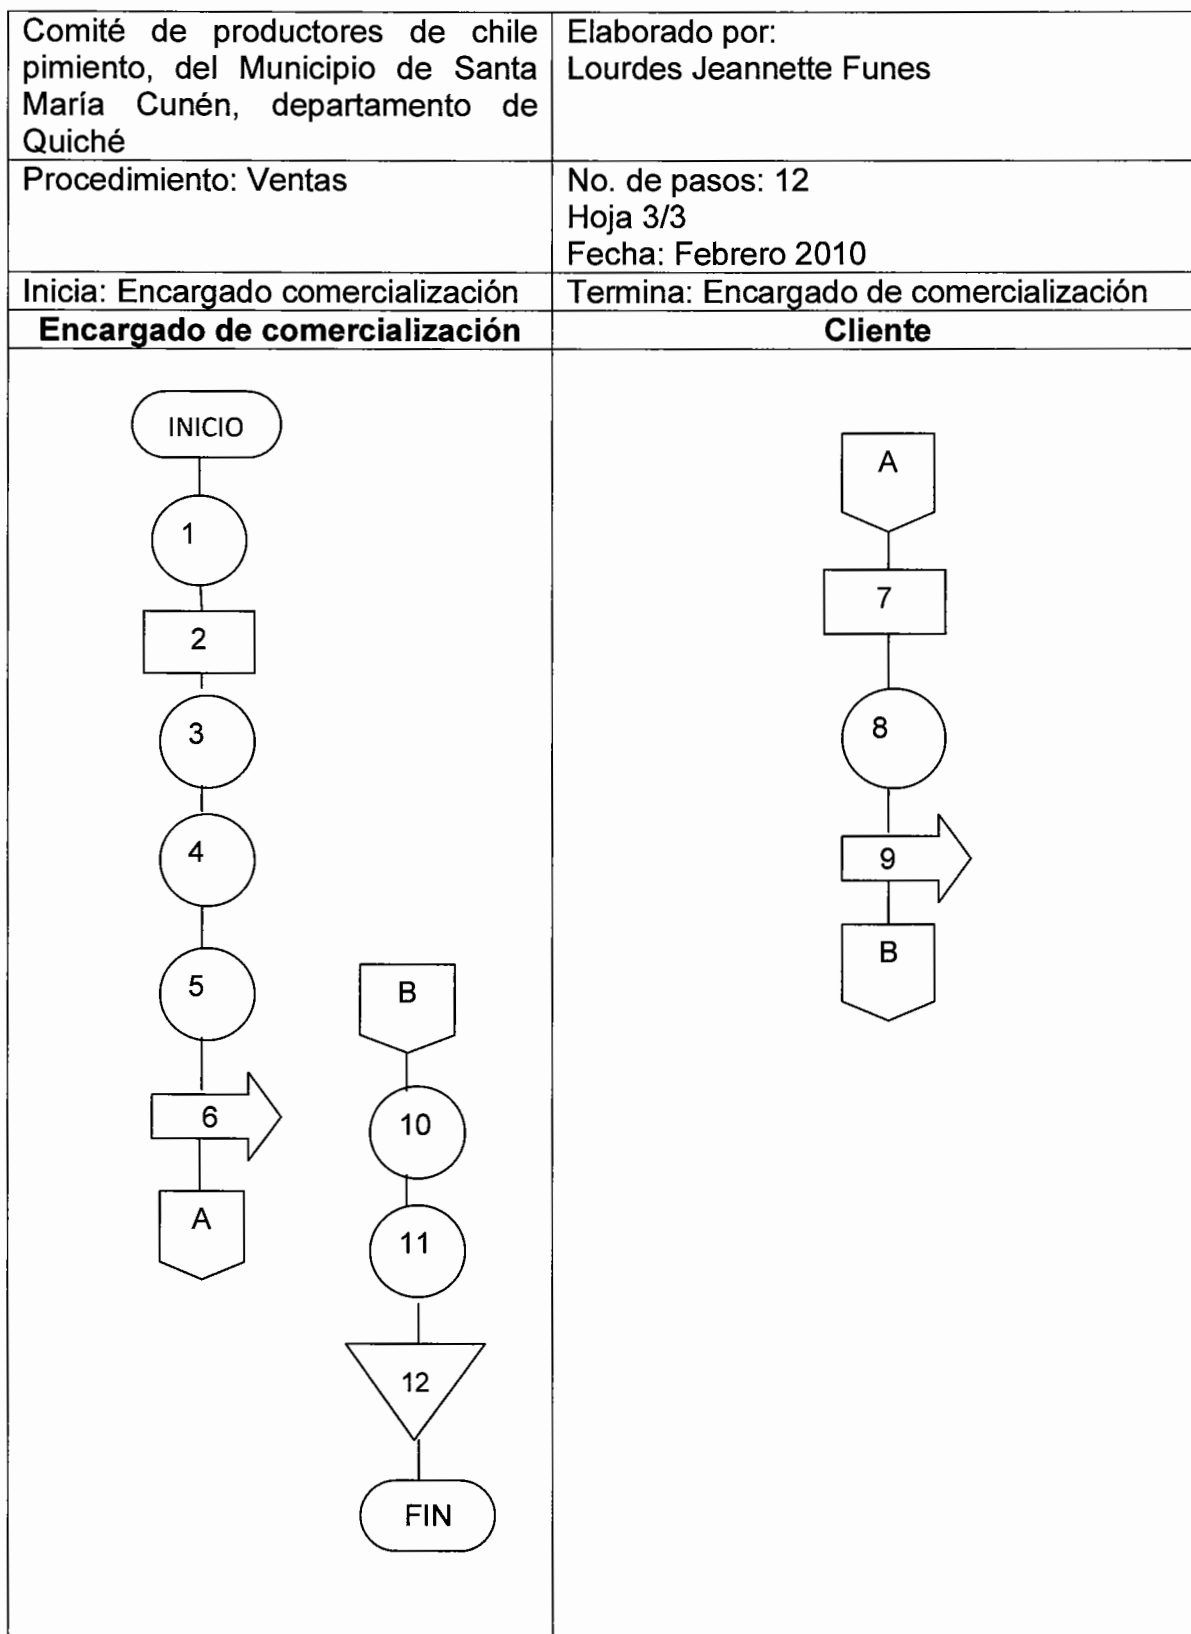 Comité de productores de chile
pimiento, del Municipio de Santa
María Cunén, departamento de
Quiché
Elaborado por:
Lourdes Jeannette Funes
Procedimiento: Ventas
No. de pasos: 12
Hoja 3/3
Fecha: Febrero 2010
Inicia: Encargado comercialización
Termina: Encargado de comercialización
Encargado de comercialización
Cliente
INICIO
1
2
3
4
5
6
A
B
10
11
12
FIN
A
7
8
9
B